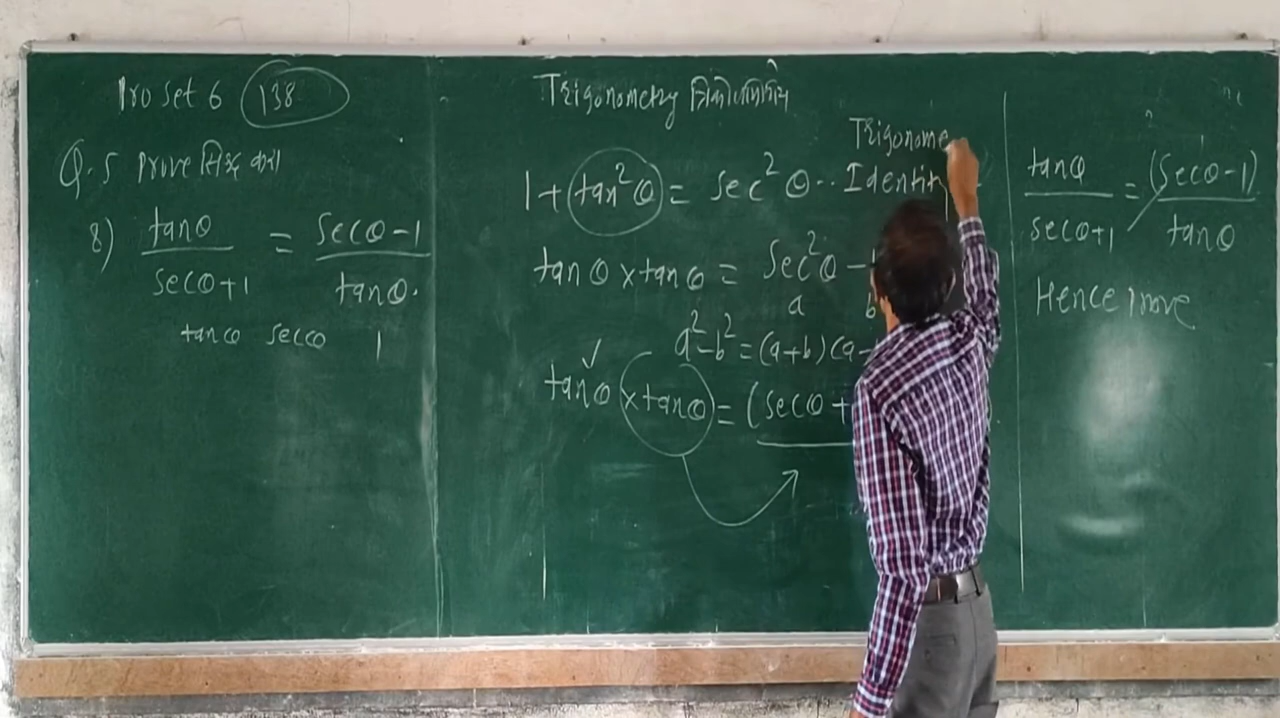 Pro Set 6 138
Q.5 Prove सिद्ध करा
8) tanθ / secθ+1 = secθ-1 / tanθ.
tanθ secθ 1
Trigonometry त्रिकोणमिती
Trigonome
1 + tan²θ = sec²θ .. Identity
tanθ × tanθ = sec²θ -
a b
a²-b² = (a+b) (a-
tanθ × tanθ = (secθ +
tanθ / secθ+1 = (secθ-1) / tanθ
Hence prove